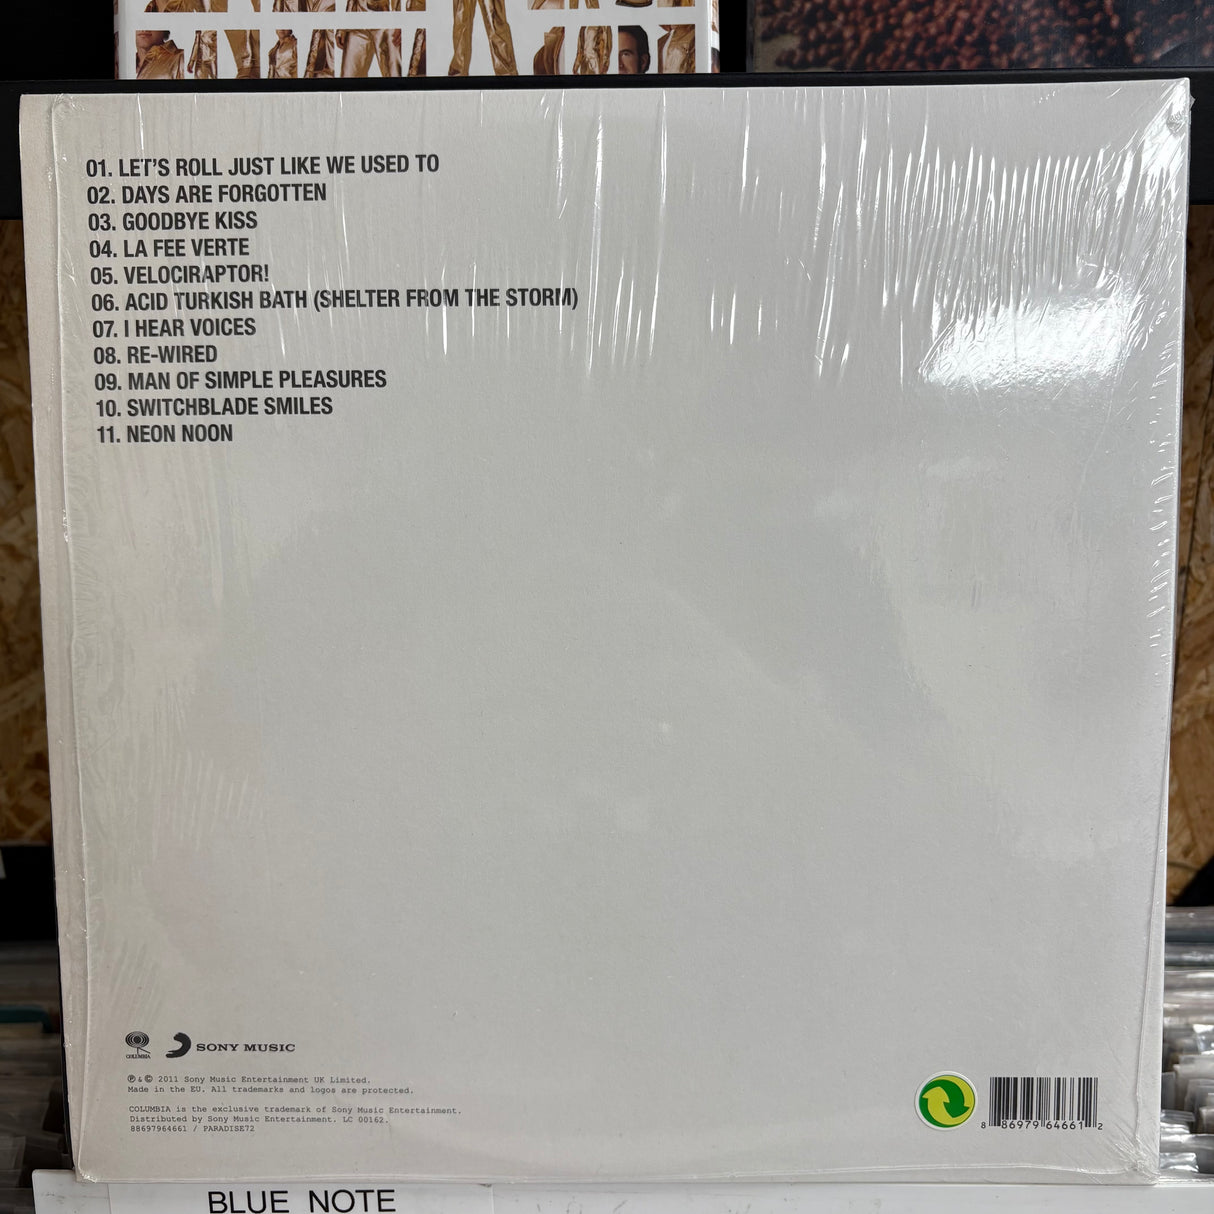 01. LET'S ROLL JUST LIKE WE USED TO
02. DAYS ARE FORGOTTEN
03. GOODBYE KISS
04. LA FEE VERTE
05. VELOCIRAPTOR!
06. ACID TURKISH BATH (SHELTER FROM THE STORM)
07. I HEAR VOICES
08. RE-WIRED
09. MAN OF SIMPLE PLEASURES
10. SWITCHBLADE SMILES
11. NEON NOON
COLUMBIA
SONY MUSIC
℗ & © 2011 Sony Music Entertainment UK Limited.
Made in the EU. All trademarks and logos are protected.
COLUMBIA is the exclusive trademark of Sony Music Entertainment.
Distributed by Sony Music Entertainment. LC 00162.
88697964661 / PARADISE72
8 86979 64661 2
BLUE NOTE